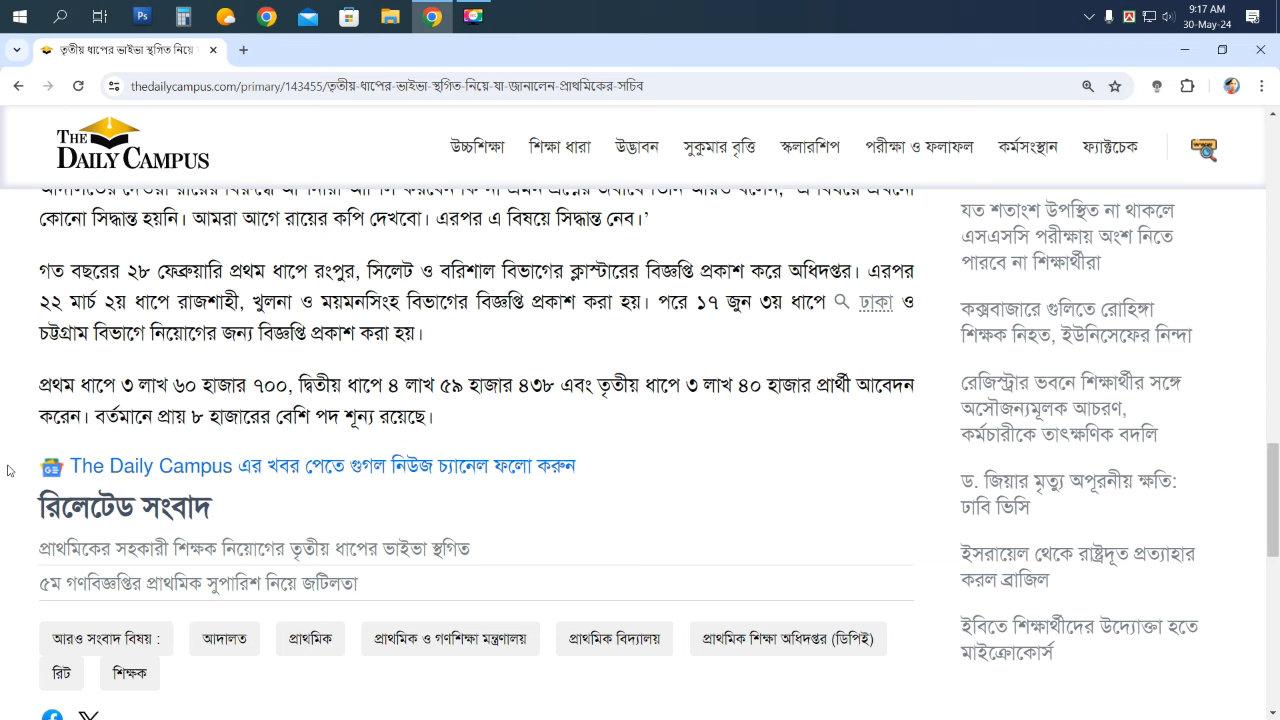 9:17 AM
30-May-24
তৃতীয় ধাপের ভাইভা স্থগিত নিয়ে
thedailycampus.com/primary/143455/তৃতীয়-ধাপের-ভাইভা-স্থগিত-নিয়ে-যা-জানালেন-প্রাথমিকের-সচিব
THE DAILY CAMPUS
উচ্চশিক্ষা শিক্ষা ধারা উদ্ভাবন সুকুমার বৃত্তি স্কলারশিপ পরীক্ষা ও ফলাফল কর্মসংস্থান ফ্যাক্টচেক
কোনো সিদ্ধান্ত হয়নি। আমরা আগে রায়ের কপি দেখবো। এরপর এ বিষয়ে সিদ্ধান্ত নেব।’
গত বছরের ২৮ ফেব্রুয়ারি প্রথম ধাপে রংপুর, সিলেট ও বরিশাল বিভাগের ক্লাস্টারের বিজ্ঞপ্তি প্রকাশ করে অধিদপ্তর। এরপর
২২ মার্চ ২য় ধাপে রাজশাহী, খুলনা ও ময়মনসিংহ বিভাগের বিজ্ঞপ্তি প্রকাশ করা হয়। পরে ১৭ জুন ৩য় ধাপে ঢাকা ও
চট্টগ্রাম বিভাগে নিয়োগের জন্য বিজ্ঞপ্তি প্রকাশ করা হয়।
প্রথম ধাপে ৩ লাখ ৬০ হাজার ৭০০, দ্বিতীয় ধাপে ৪ লাখ ৫৯ হাজার ৪৩৮ এবং তৃতীয় ধাপে ৩ লাখ ৪০ হাজার প্রার্থী আবেদন
করেন। বর্তমানে প্রায় ৮ হাজারের বেশি পদ শূন্য রয়েছে।
The Daily Campus এর খবর পেতে গুগল নিউজ চ্যানেল ফলো করুন
রিলেটেড সংবাদ
প্রাথমিকের সহকারী শিক্ষক নিয়োগের তৃতীয় ধাপের ভাইভা স্থগিত
৫ম গণবিজ্ঞপ্তির প্রাথমিক সুপারিশ নিয়ে জটিলতা
আরও সংবাদ বিষয় : আদালত প্রাথমিক প্রাথমিক ও গণশিক্ষা মন্ত্রণালয় প্রাথমিক বিদ্যালয় প্রাথমিক শিক্ষা অধিদপ্তর (ডিপিই)
রিট শিক্ষক
যত শতাংশ উপস্থিত না থাকলে
এসএসসি পরীক্ষায় অংশ নিতে
পারবে না শিক্ষার্থীরা
কক্সবাজারে গুলিতে রোহিঙ্গা
শিক্ষক নিহত, ইউনিসেফের নিন্দা
রেজিস্ট্রার ভবনে শিক্ষার্থীর সঙ্গে
অসৌজন্যমূলক আচরণ,
কর্মচারীকে তাৎক্ষণিক বদলি
ড. জিয়ার মৃত্যু অপূরনীয় ক্ষতি:
ঢাবি ভিসি
ইসরায়েল থেকে রাষ্ট্রদূত প্রত্যাহার
করল ব্রাজিল
ইবিতে শিক্ষার্থীদের উদ্যোক্তা হতে
মাইক্রোকোর্স